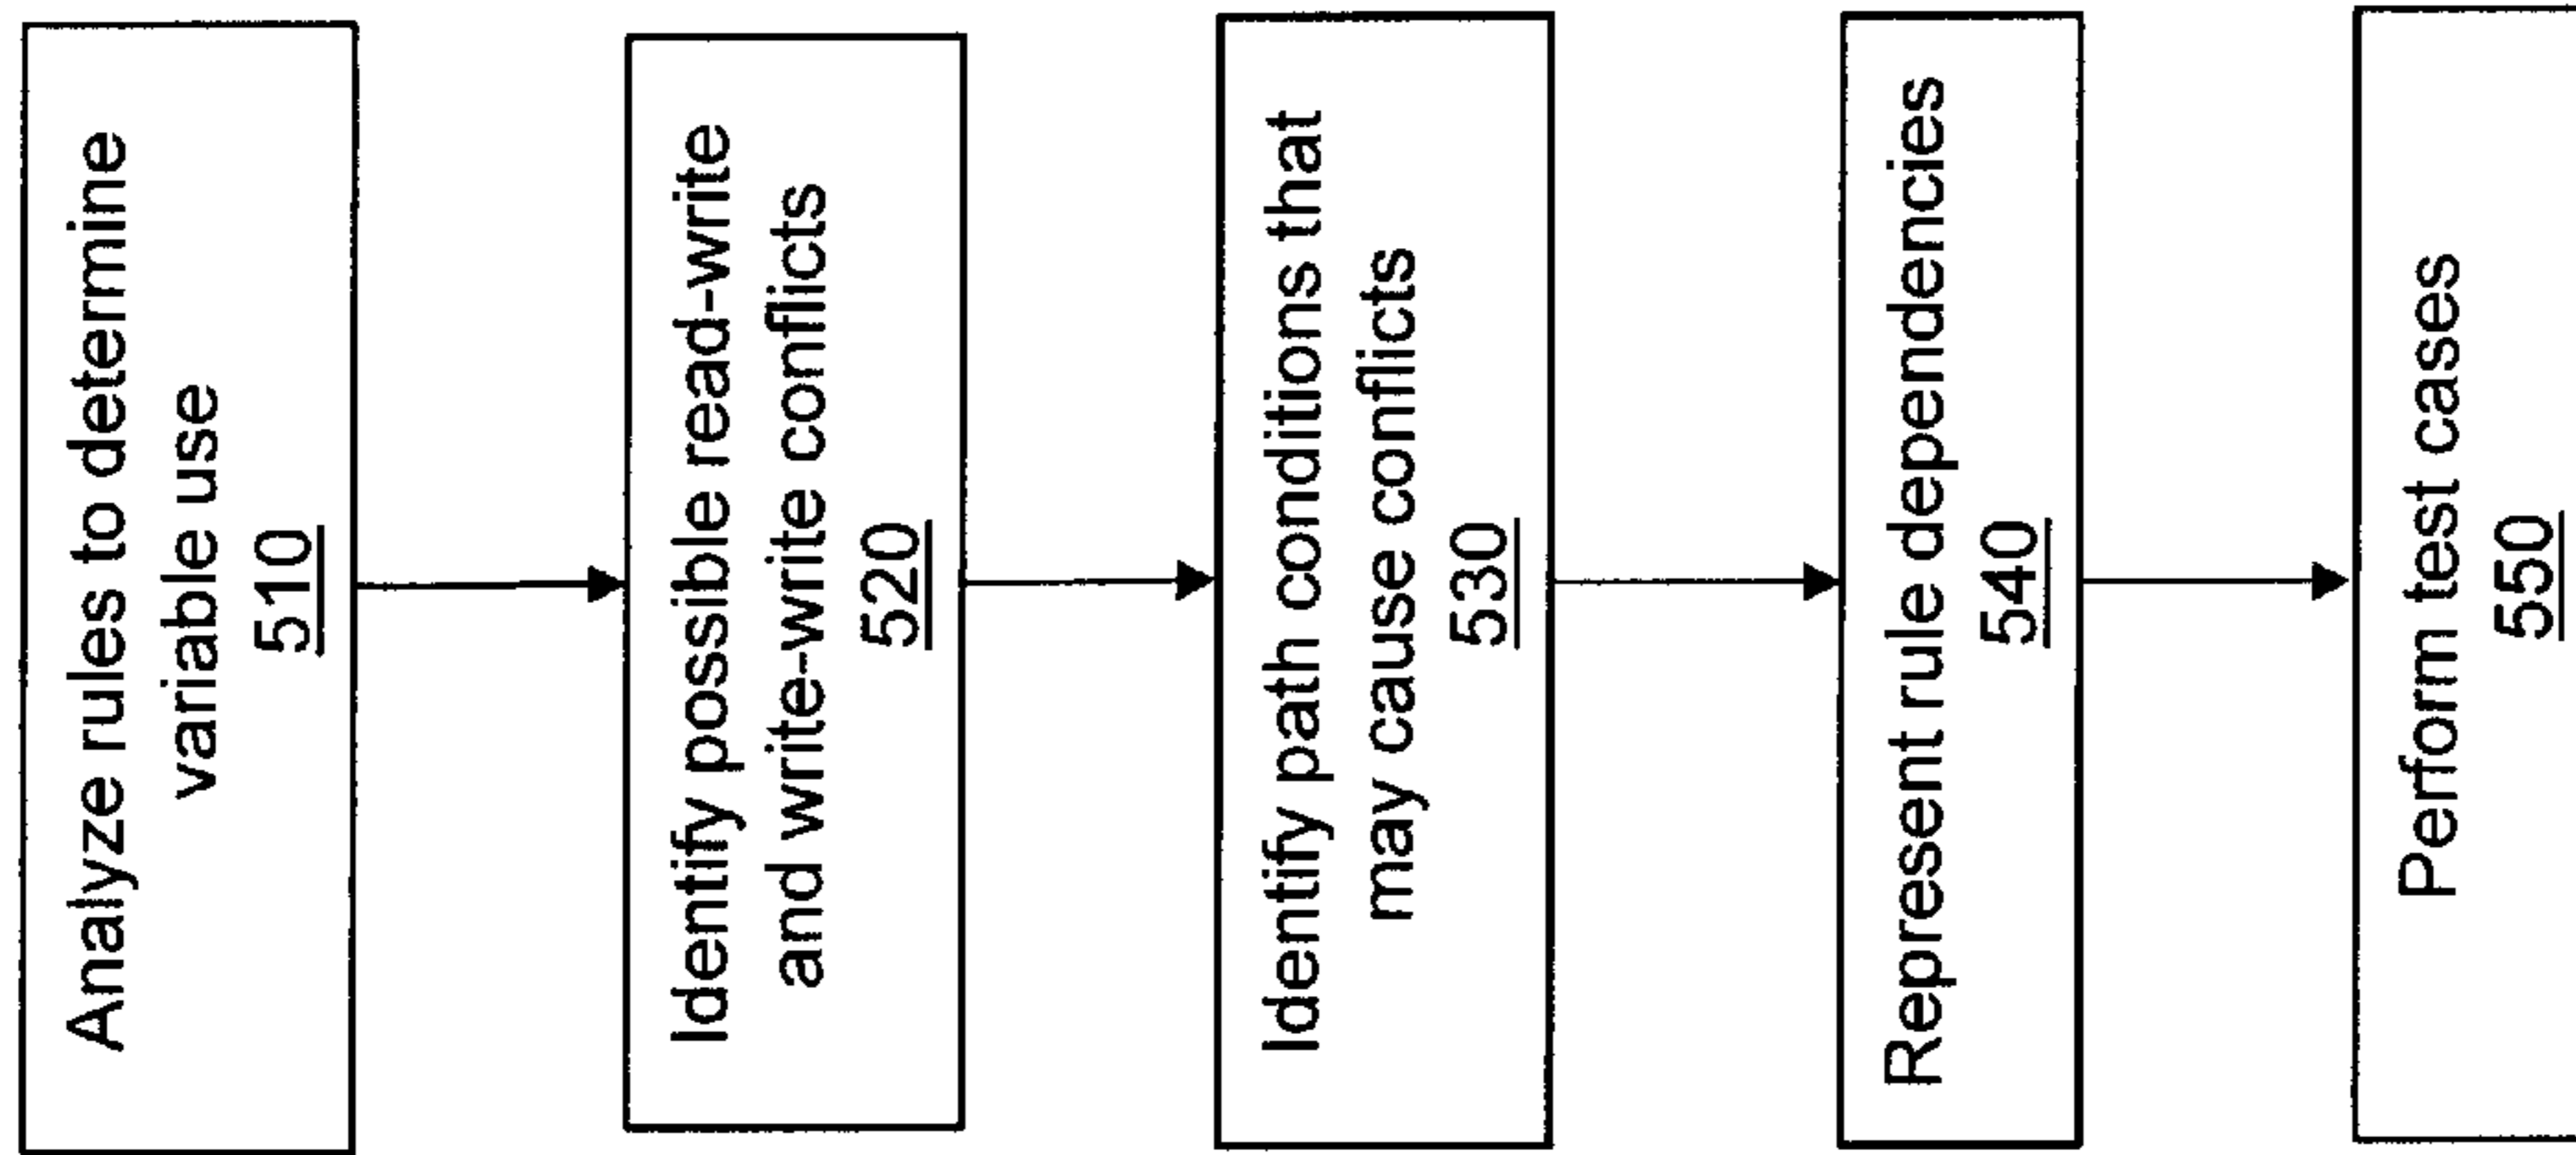 Analyze rules to determine
variable use
510
Identify possible read-write
and write-write conflicts
520
Identify path conditions that
may cause conflicts
530
Represent rule dependencies
540
Perform test cases
550